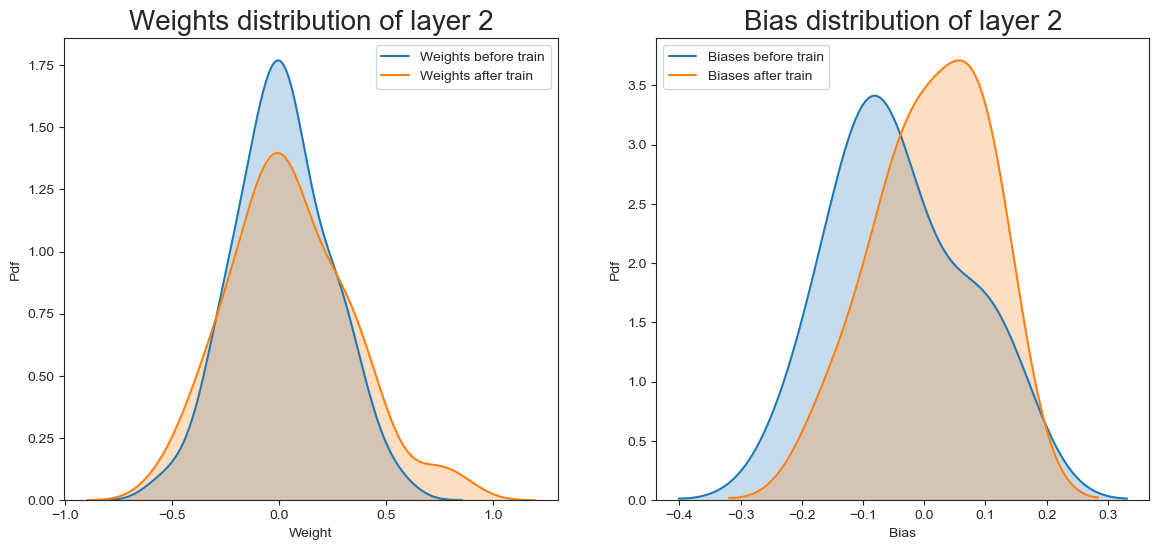 Weights distribution of layer 2
Weights before train
Weights after train
1.75
1.50
1.25
1.00
0.75
0.50
0.25
0.00
Pdf
−1.0 −0.5 0.0 0.5 1.0
Weight
Bias distribution of layer 2
Biases before train
Biases after train
3.5
3.0
2.5
2.0
1.5
1.0
0.5
0.0
Pdf
−0.4 −0.3 −0.2 −0.1 0.0 0.1 0.2 0.3
Bias